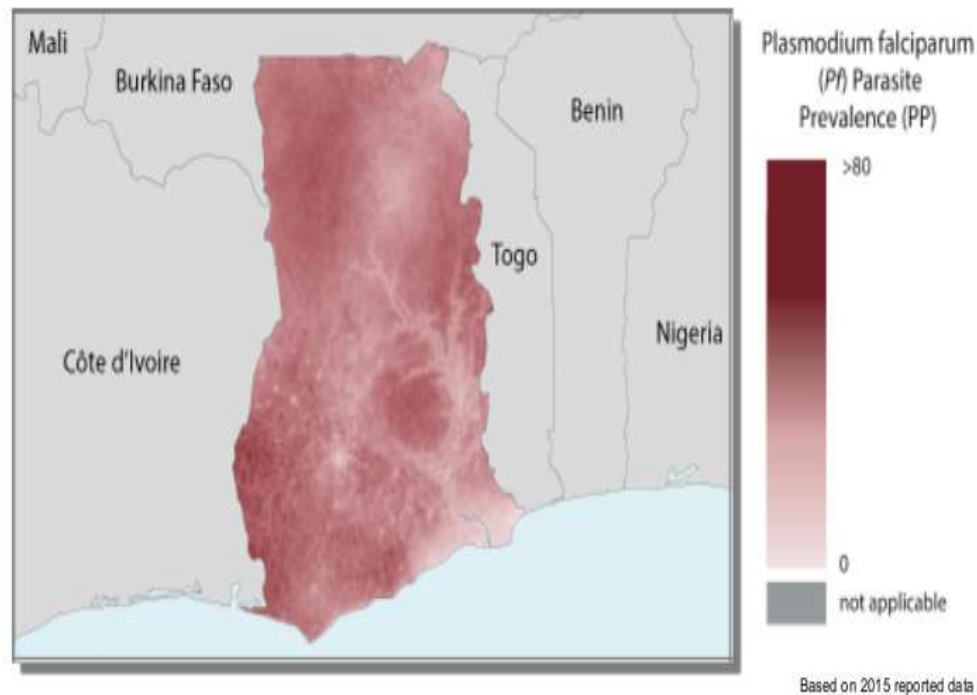 Mali
Burkina Faso
Benin
Togo
Nigeria
Côte d'Ivoire
Plasmodium falciparum
(Pf) Parasite
Prevalence (PP)
>80
0
not applicable
Based on 2015 reported data